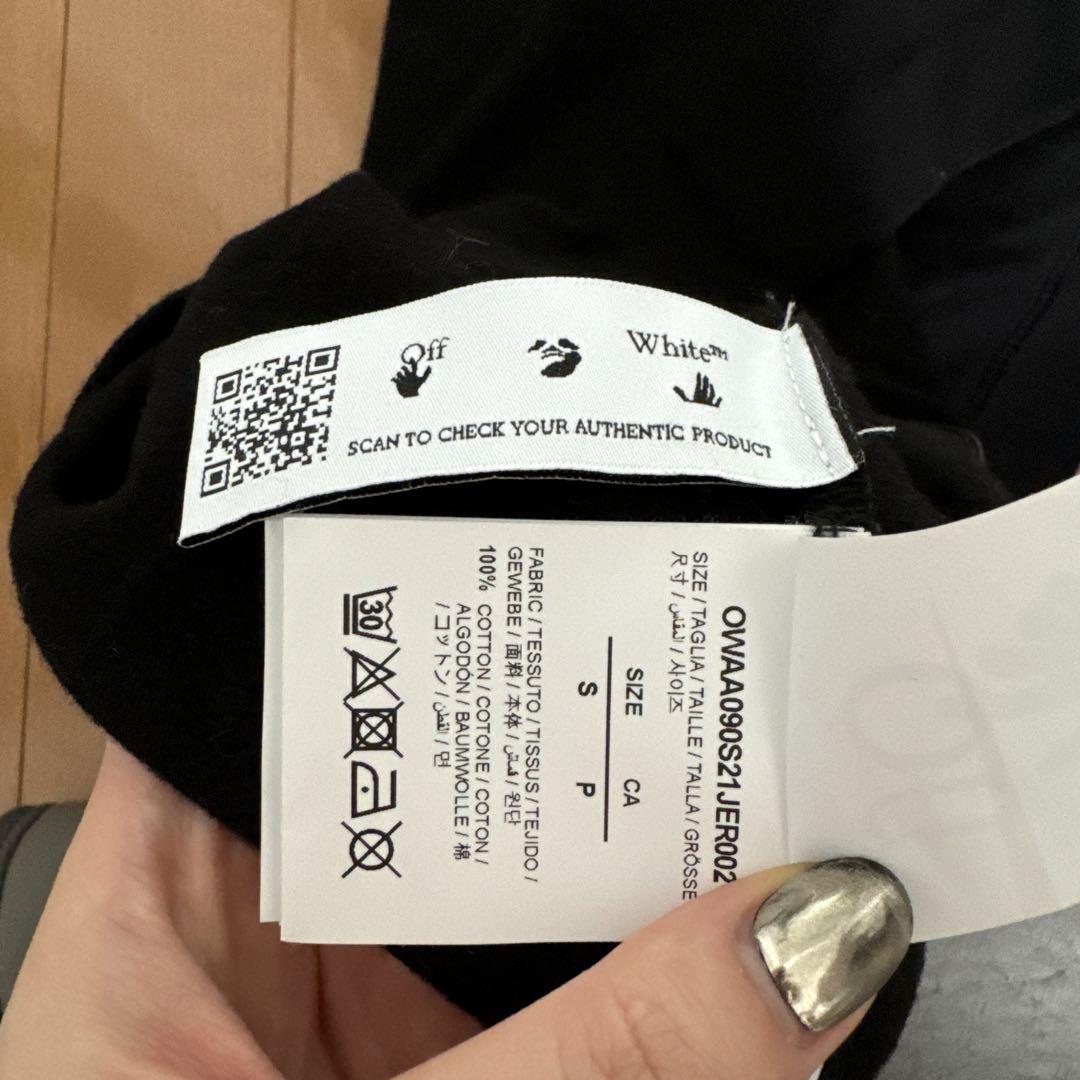 Off White™
SCAN TO CHECK YOUR AUTHENTIC PRODUCT
OWAA090S21JER002
SIZE / TAGLIA / TAILLE / TALLA / GRÖSSE
尺寸 / المقاس / 사이즈
SIZE CA
S P
FABRIC / TESSUTO / TISSUS / TEJIDO /
GEWEBE / 面料 / 本体 / قماش / 원단
100% COTTON / COTONE / COTON /
ALGODÓN / BAUMWOLLE / 棉
/ コットン / القطن / 면
30